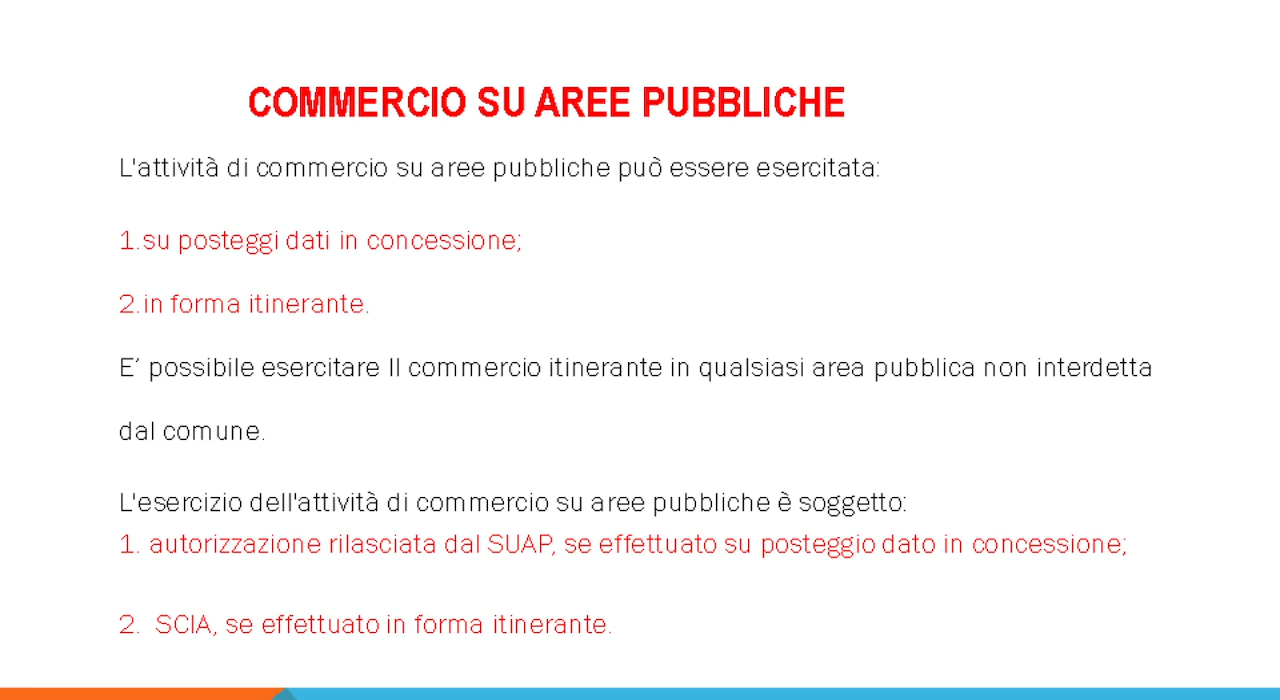 COMMERCIO SU AREE PUBBLICHE
L'attività di commercio su aree pubbliche può essere esercitata:
1.su posteggi dati in concessione;
2.in forma itinerante.
E´ possibile esercitare Il commercio itinerante in qualsiasi area pubblica non interdetta
dal comune.
L'esercizio dell'attività di commercio su aree pubbliche è soggetto:
1. autorizzazione rilasciata dal SUAP, se effettuato su posteggio dato in concessione;
2. SCIA, se effettuato in forma itinerante.